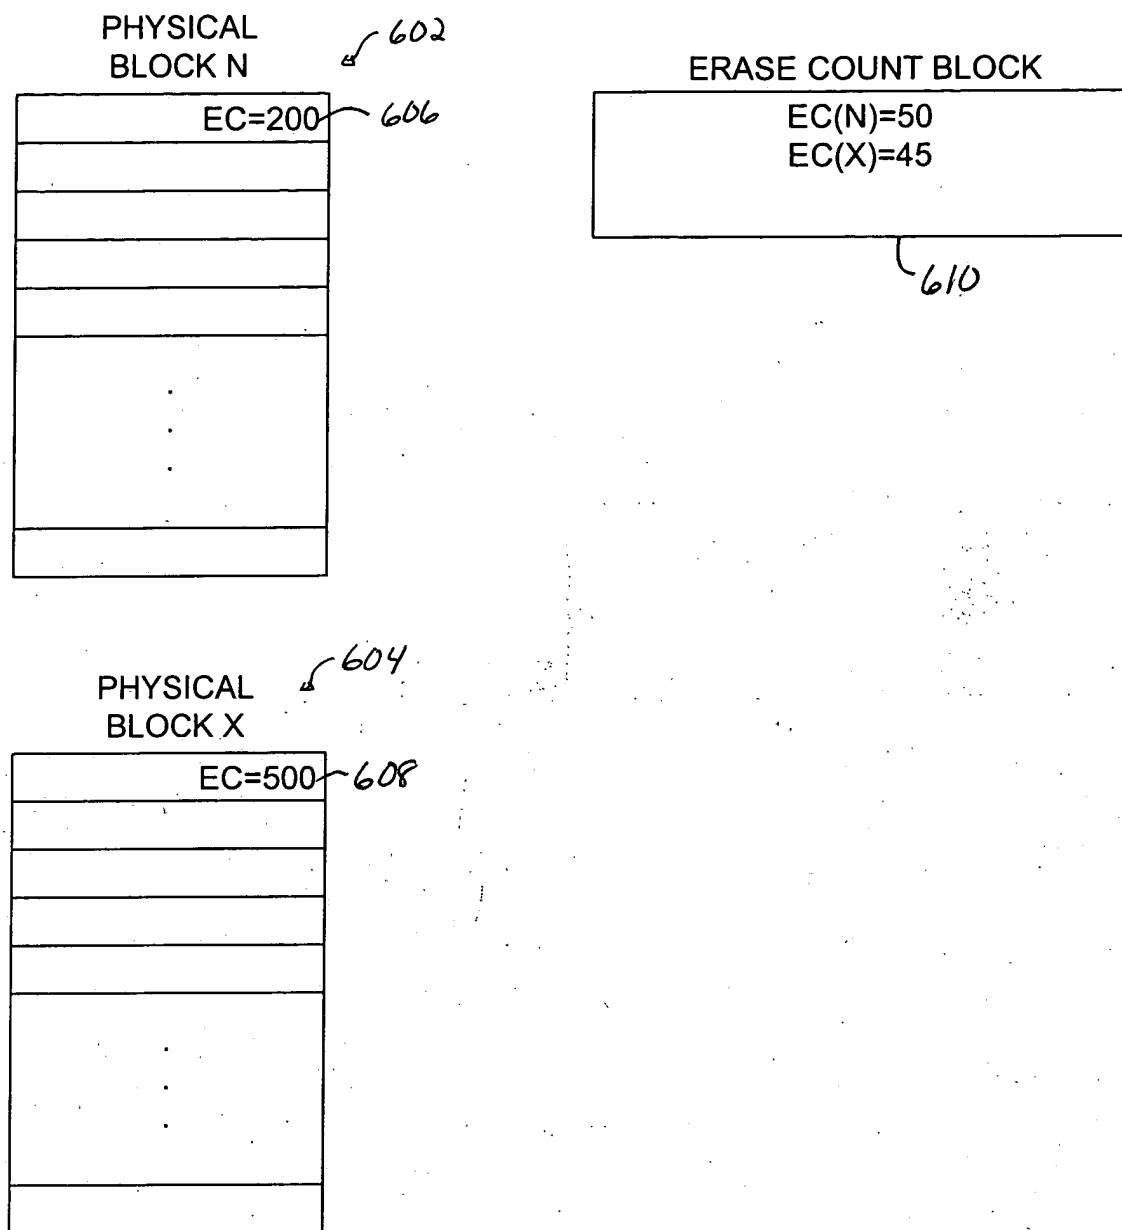 PHYSICAL
BLOCK N
602
EC=200
606
ERASE COUNT BLOCK
EC(N)=50
EC(X)=45
610
PHYSICAL
BLOCK X
604
EC=500
608